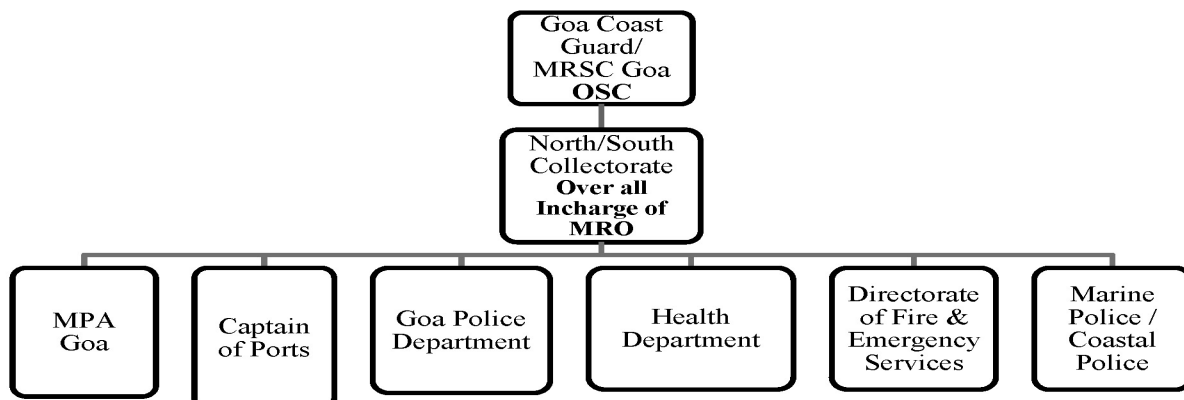 Goa Coast
Guard/
MRSC Goa
OSC
North/South
Collectorate
Over all
Incharge of
MRO
MPA
Goa
Captain
of Ports
Goa Police
Department
Health
Department
Directorate
of Fire &
Emergency
Services
Marine
Police /
Coastal
Police